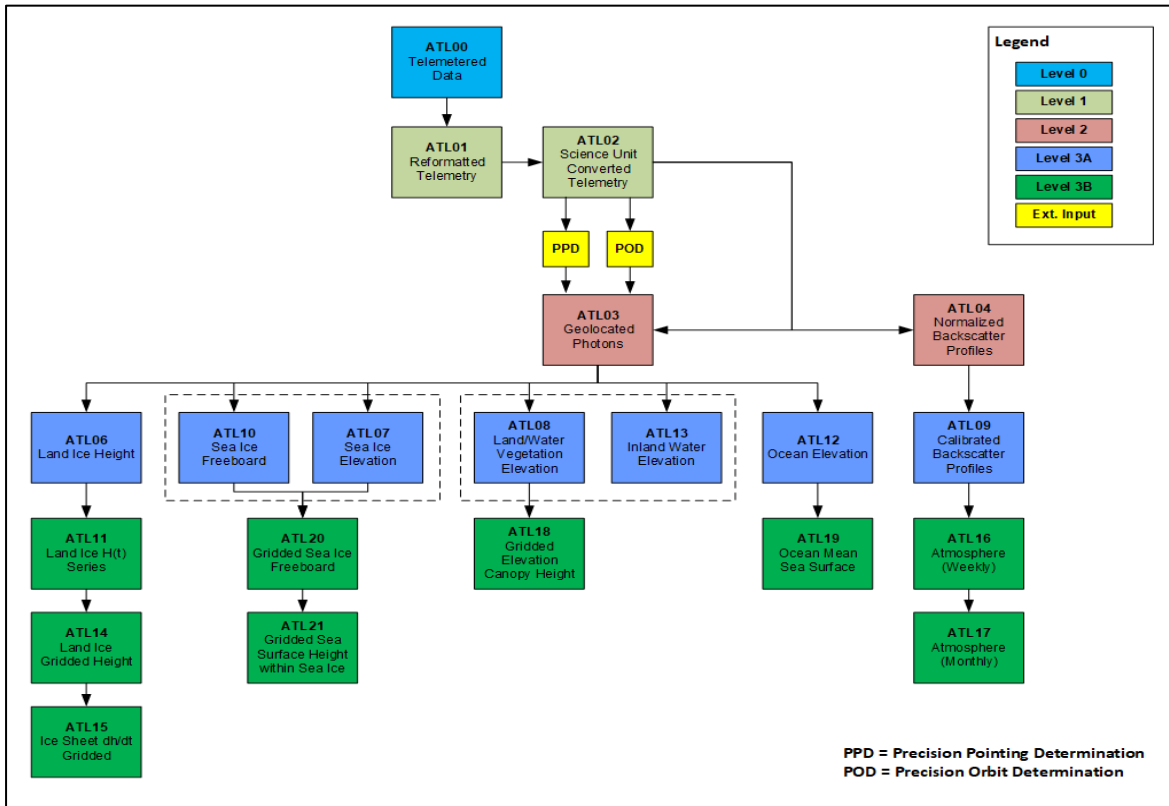 ATL00
Telemetered
Data
Legend
Level 0
Level 1
Level 2
Level 3A
Level 3B
Ext. Input
ATL01
Reformatted
Telemetry
ATL02
Science Unit
Converted
Telemetry
PPD
POD
ATL03
Geolocated
Photons
ATL04
Normalized
Backscatter
Profiles
ATL06
Land Ice Height
ATL10
Sea Ice
Freeboard
ATL07
Sea Ice
Elevation
ATL08
Land/Water
Vegetation
Elevation
ATL13
Inland Water
Elevation
ATL12
Ocean Elevation
ATL09
Calibrated
Backscatter
Profiles
ATL11
Land Ice H(t)
Series
ATL20
Gridded Sea Ice
Freeboard
ATL18
Gridded
Elevation
Canopy Height
ATL19
Ocean Mean
Sea Surface
ATL16
Atmosphere
(Weekly)
ATL14
Land Ice
Gridded Height
ATL21
Gridded Sea
Surface Height
within Sea Ice
ATL17
Atmosphere
(Monthly)
ATL15
Ice Sheet dh/dt
Gridded
PPD = Precision Pointing Determination
POD = Precision Orbit Determination